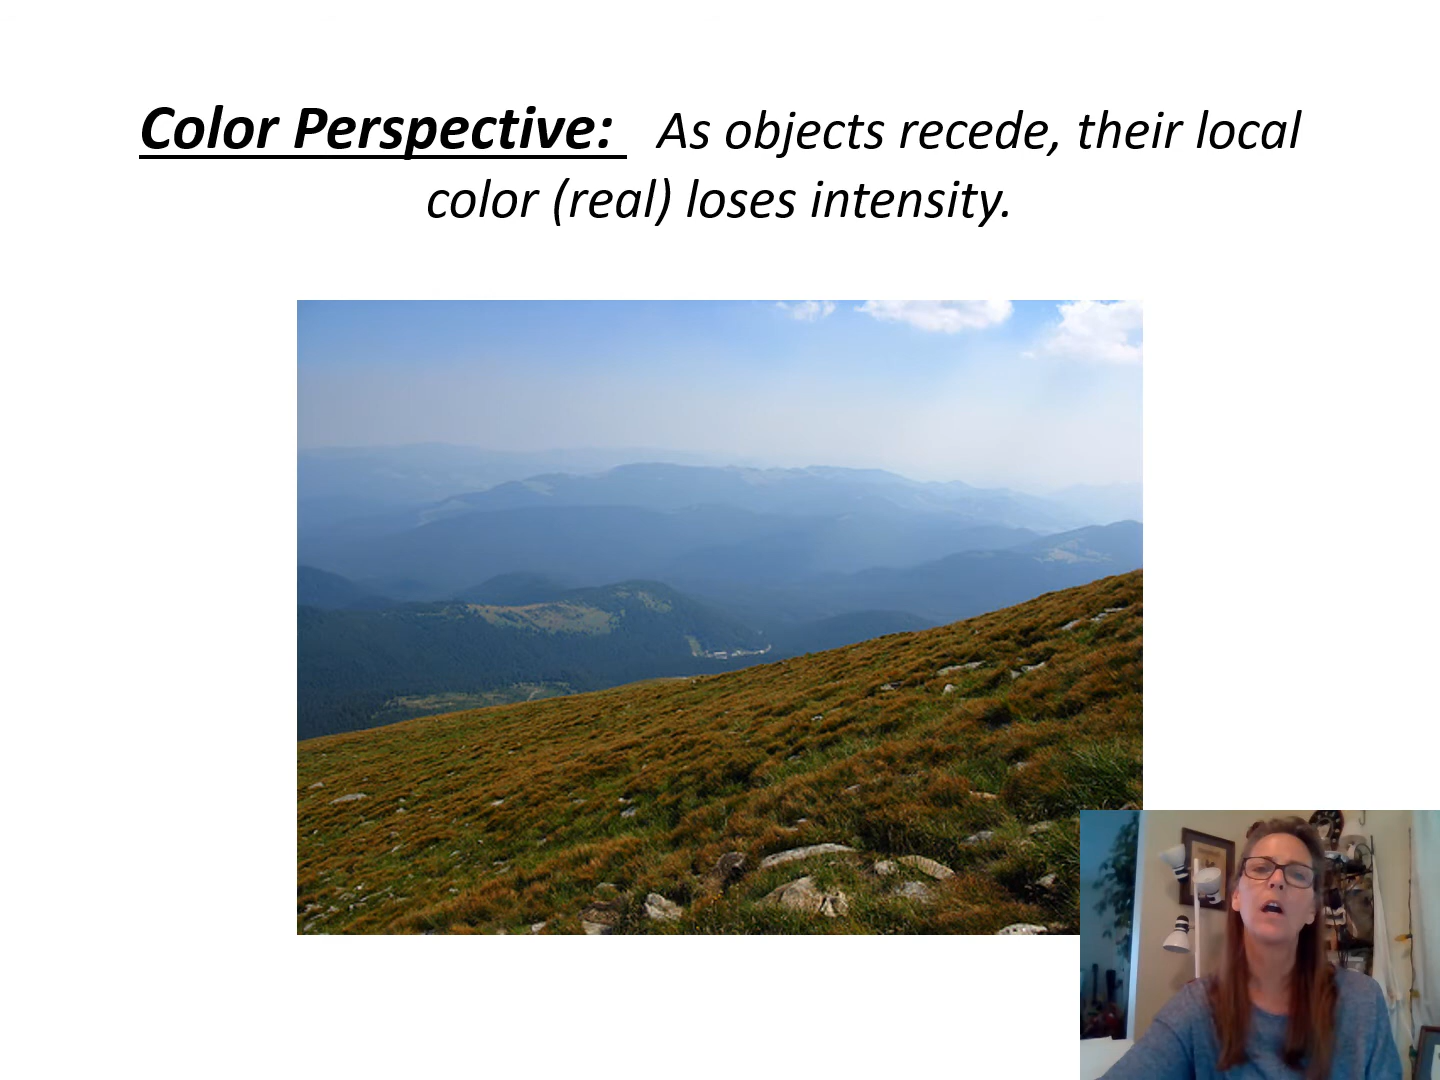 Color Perspective: As objects recede, their local
color (real) loses intensity.